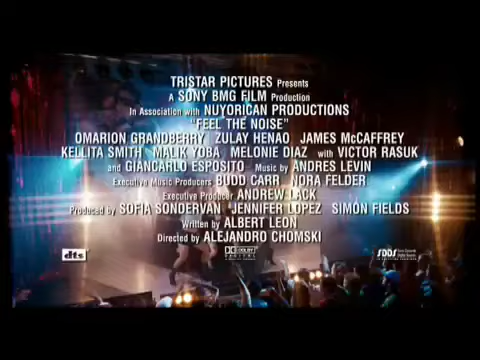 TRISTAR PICTURES Presents
A SONY BMG FILM Production
In Association with NUYORICAN PRODUCTIONS
"FEEL THE NOISE"
OMARION GRANDBERRY ZULAY HENAO JAMES McCAFFREY
KELLITA SMITH MALIK YOBA MELONIE DIAZ with VICTOR RASUK
and GIANCARLO ESPOSITO Music by ANDRES LEVIN
Executive Music Producers BUDD CARR NORA FELDER
Executive Producer ANDREW LACK
Produced by SOFIA SONDERVAN JENNIFER LOPEZ SIMON FIELDS
Written by ALBERT LEON
Directed by ALEJANDRO CHOMSKI
dts DOLBY DIGITAL SDDS